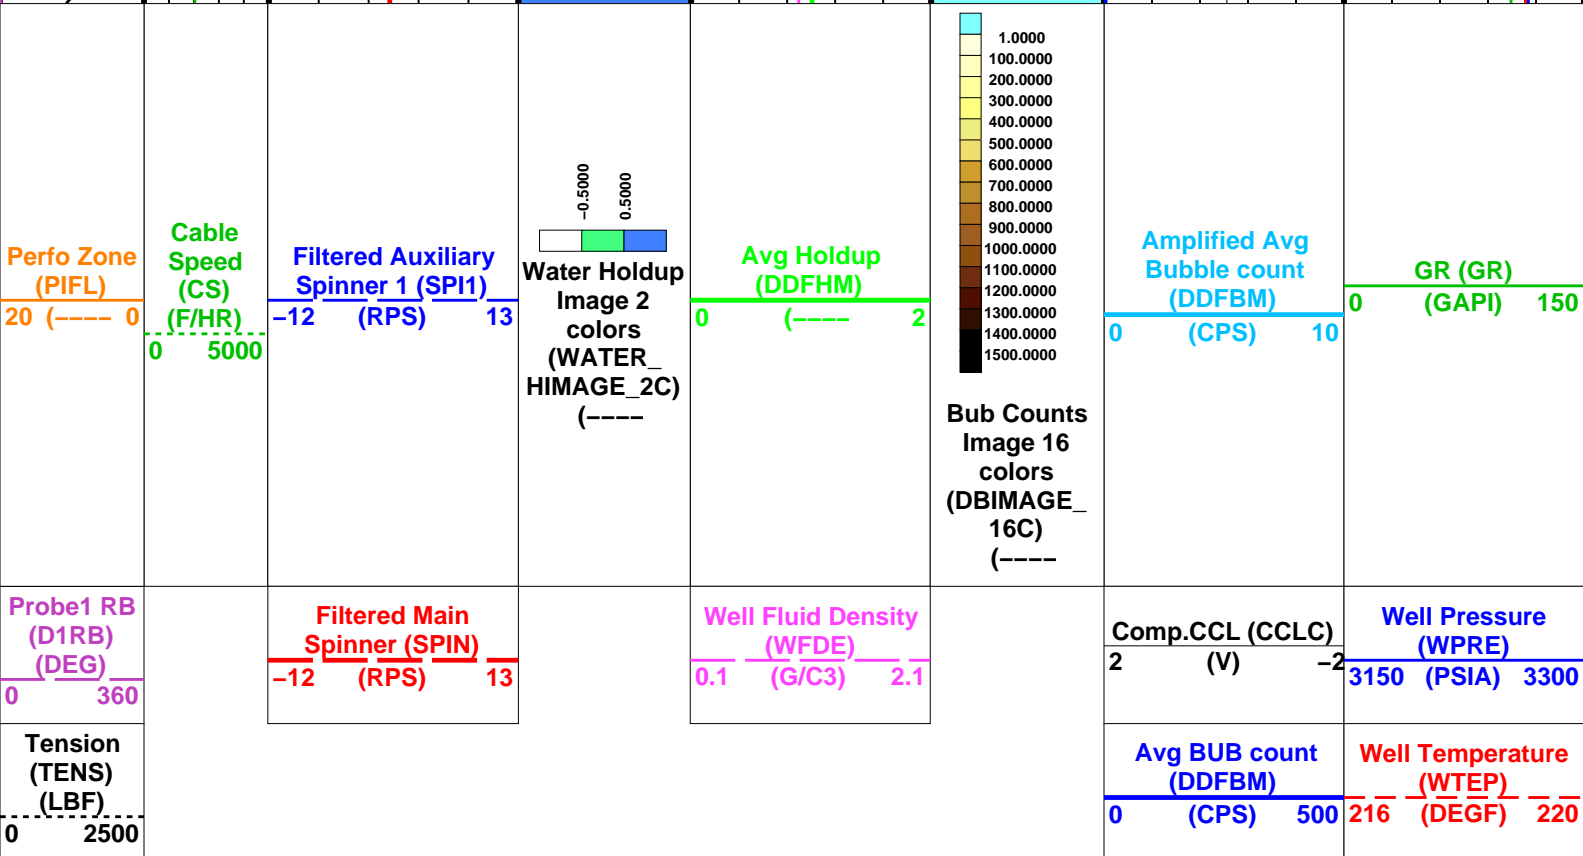 Perfo Zone
(PIFL)
20 (−−−− 0
Cable
Speed
(CS)
(F/HR)
0 5000
Filtered Auxiliary
Spinner 1 (SPI1)
−12 (RPS) 13
−0.5000
0.5000
Water Holdup
Image 2
colors
(WATER_
HIMAGE_2C)
(−−−−
Avg Holdup
(DDFHM)
0 (−−−− 2
1.0000
100.0000
200.0000
300.0000
400.0000
500.0000
600.0000
700.0000
800.0000
900.0000
1000.0000
1100.0000
1200.0000
1300.0000
1400.0000
1500.0000
Bub Counts
Image 16
colors
(DBIMAGE_
16C)
(−−−−
Amplified Avg
Bubble count
(DDFBM)
0 (CPS) 10
GR (GR)
0 (GAPI) 150
Probe1 RB
(D1RB)
(DEG)
0 360
Filtered Main
Spinner (SPIN)
−12 (RPS) 13
Well Fluid Density
(WFDE)
0.1 (G/C3) 2.1
Comp.CCL (CCLC)
2 (V) −2
Well Pressure
(WPRE)
3150 (PSIA) 3300
Tension
(TENS)
(LBF)
0 2500
Avg BUB count
(DDFBM)
0 (CPS) 500
Well Temperature
(WTEP)
216 (DEGF) 220